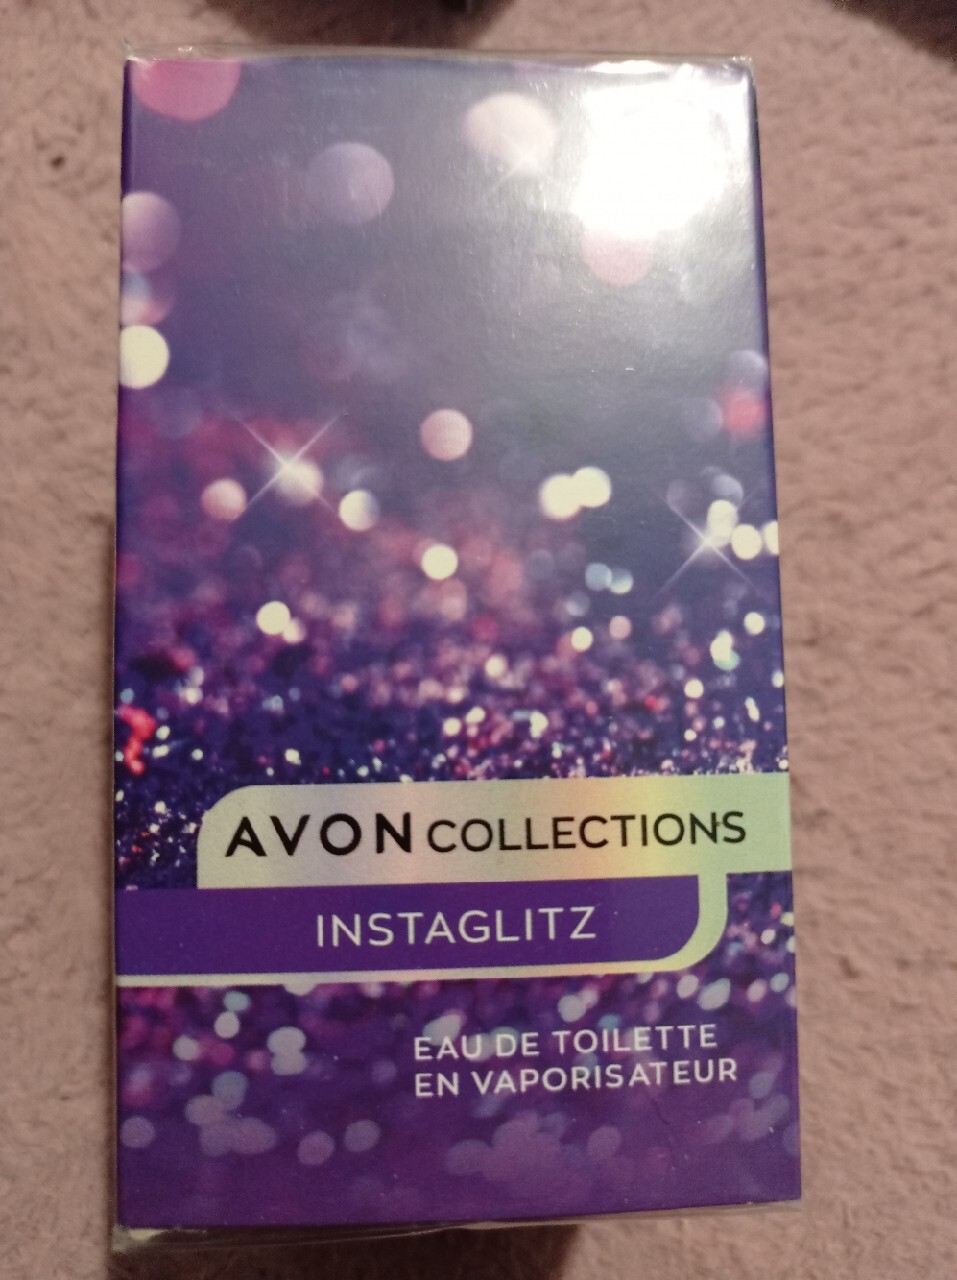 AVON COLLECTIONS
INSTAGLITZ
EAU DE TOILETTE
EN VAPORISATEUR